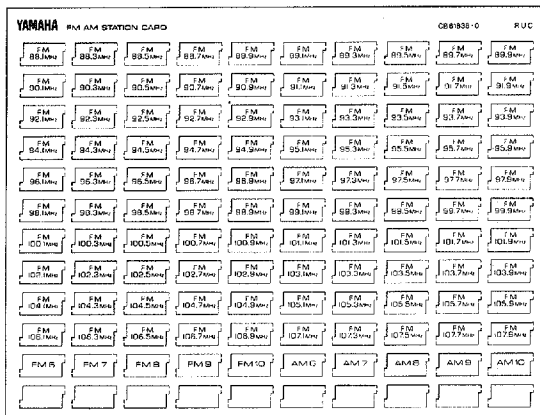 YAMAHA FM AM STATION CARD CB61838-0 RUC
FM FM FM FM FM FM FM FM FM FM
88.1MHz 88.3MHz 88.5MHz 88.7MHz 88.9MHz 89.1MHz 89.3MHz 89.5MHz 89.7MHz 89.9MHz
FM FM FM FM FM FM FM FM FM FM
90.1MHz 90.3MHz 90.5MHz 90.7MHz 90.9MHz 91.1MHz 91.3MHz 91.5MHz 91.7MHz 91.9MHz
FM FM FM FM FM FM FM FM FM FM
92.1MHz 92.3MHz 92.5MHz 92.7MHz 92.9MHz 93.1MHz 93.3MHz 93.5MHz 93.7MHz 93.9MHz
FM FM FM FM FM FM FM FM FM FM
94.1MHz 94.3MHz 94.5MHz 94.7MHz 94.9MHz 95.1MHz 95.3MHz 95.5MHz 95.7MHz 95.9MHz
FM FM FM FM FM FM FM FM FM FM
96.1MHz 96.3MHz 96.5MHz 96.7MHz 96.9MHz 97.1MHz 97.3MHz 97.5MHz 97.7MHz 97.9MHz
FM FM FM FM FM FM FM FM FM FM
98.1MHz 98.3MHz 98.5MHz 98.7MHz 98.9MHz 99.1MHz 99.3MHz 99.5MHz 99.7MHz 99.9MHz
FM FM FM FM FM FM FM FM FM FM
100.1MHz 100.3MHz 100.5MHz 100.7MHz 100.9MHz 101.1MHz 101.3MHz 101.5MHz 101.7MHz 101.9MHz
FM FM FM FM FM FM FM FM FM FM
102.1MHz 102.3MHz 102.5MHz 102.7MHz 102.9MHz 103.1MHz 103.3MHz 103.5MHz 103.7MHz 103.9MHz
FM FM FM FM FM FM FM FM FM FM
104.1MHz 104.3MHz 104.5MHz 104.7MHz 104.9MHz 105.1MHz 105.3MHz 105.5MHz 105.7MHz 105.9MHz
FM FM FM FM FM FM FM FM FM FM
106.1MHz 106.3MHz 106.5MHz 106.7MHz 106.9MHz 107.1MHz 107.3MHz 107.5MHz 107.7MHz 107.9MHz
FM 6 FM 7 FM 8 FM 9 FM 10 AM 6 AM 7 AM 8 AM 9 AM 10